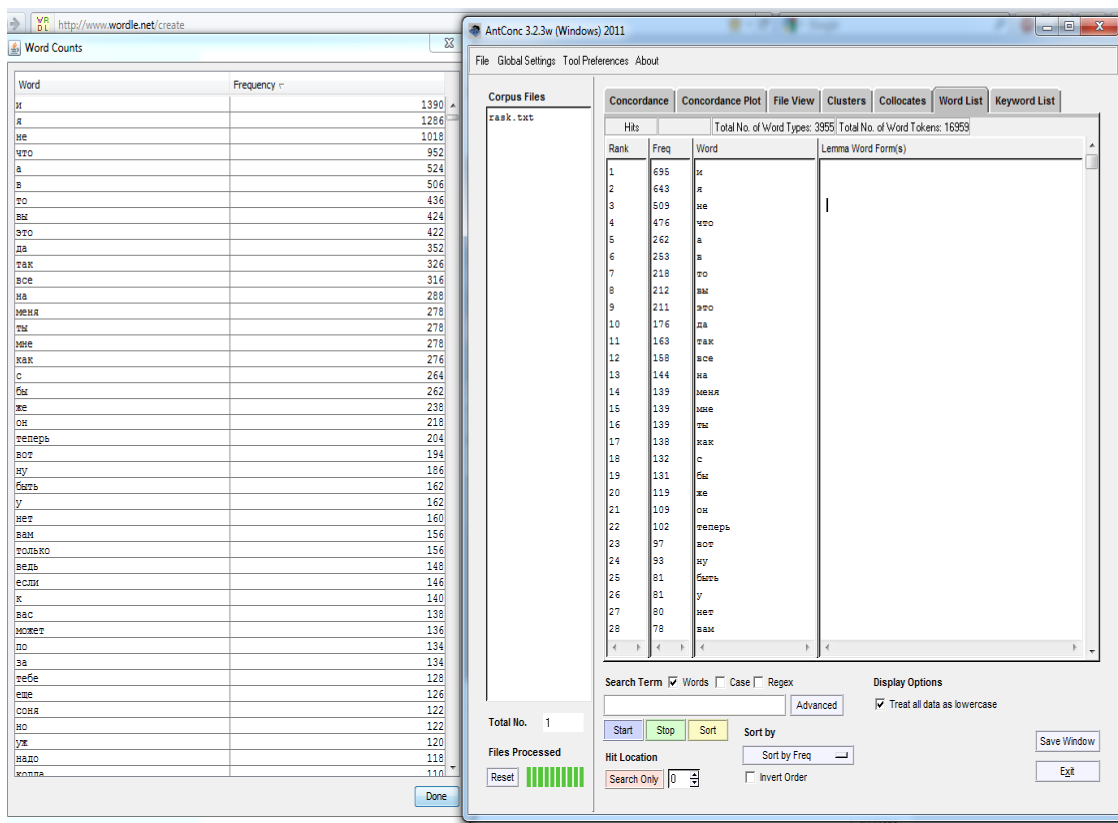 http://www.wordle.net/create
Word Counts
Word Frequency
и 1390
я 1286
не 1018
что 952
а 524
в 506
то 436
вы 424
это 422
да 352
так 326
все 316
на 288
меня 278
ты 278
мне 278
как 276
с 264
бы 262
же 238
он 218
теперь 204
вот 194
ну 186
быть 162
у 162
нет 160
вам 156
только 156
ведь 148
если 146
к 140
вас 138
может 136
по 134
за 134
тебе 128
еще 126
соня 122
но 122
уж 120
надо 118
когда 110
Done
AntConc 3.2.3w (Windows) 2011
File Global Settings Tool Preferences About
Corpus Files
rask.txt
Total No. 1
Files Processed
Reset
Concordance Concordance Plot File View Clusters Collocates Word List Keyword List
Hits Total No. of Word Types: 3955 Total No. of Word Tokens: 16959
Rank Freq Word Lemma Word Form(s)
1 695 и
2 643 я
3 509 не
4 476 что
5 262 а
6 253 в
7 218 то
8 212 вы
9 211 это
10 176 да
11 163 так
12 158 все
13 144 на
14 139 меня
15 139 мне
16 139 ты
17 138 как
18 132 с
19 131 бы
20 119 же
21 109 он
22 102 теперь
23 97 вот
24 93 ну
25 81 быть
26 81 у
27 80 нет
28 78 вам
Search Term Words Case Regex
Advanced
Start Stop Sort
Hit Location
Search Only 0
Sort by
Sort by Freq
Invert Order
Display Options
Treat all data as lowercase
Save Window
Exit